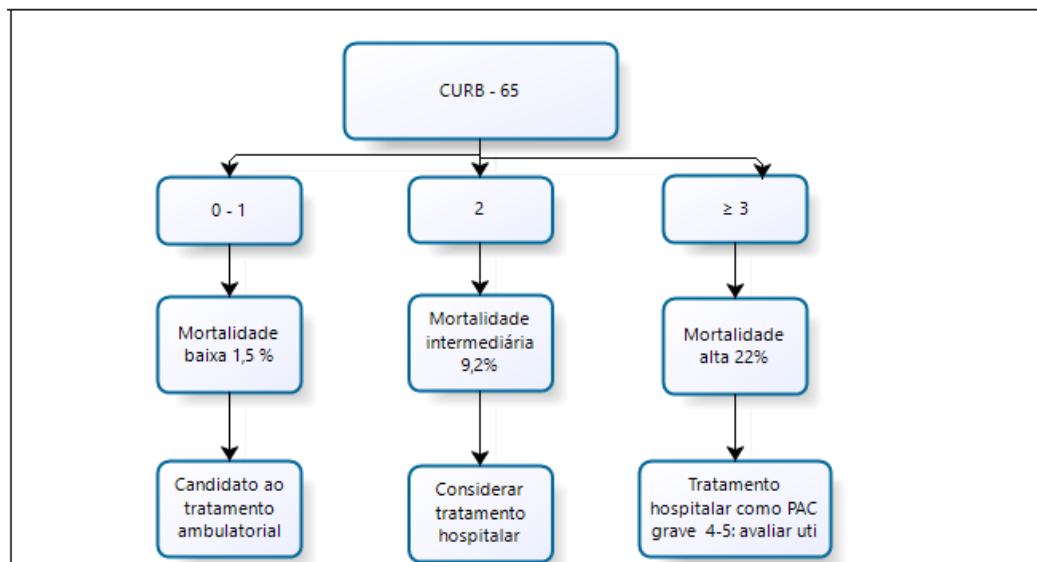 CURB - 65
0 - 1
2
≥ 3
Mortalidade
baixa 1,5 %
Mortalidade
intermediária
9,2%
Mortalidade
alta 22%
Candidato ao
tratamento
ambulatorial
Considerar
tratamento
hospitalar
Tratamento
hospitalar como PAC
grave 4-5: avaliar uti